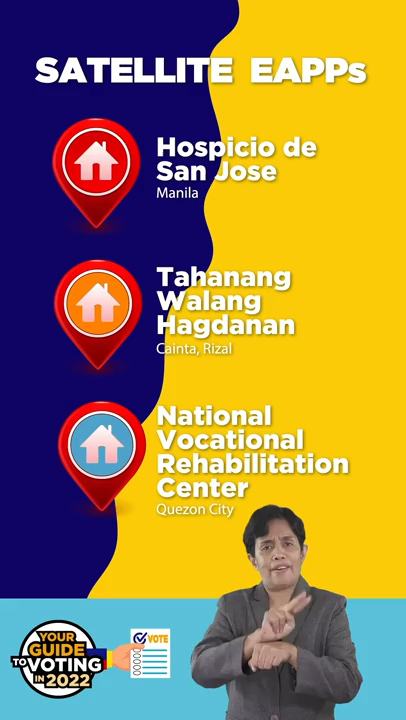 SATELLITE EAPPs
Hospicio de
San Jose
Manila
Tahanang
Walang
Hagdanan
Cainta, Rizal
National
Vocational
Rehabilitation
Center
Quezon City
YOUR
GUIDE
TO VOTING
IN 2022
VOTE